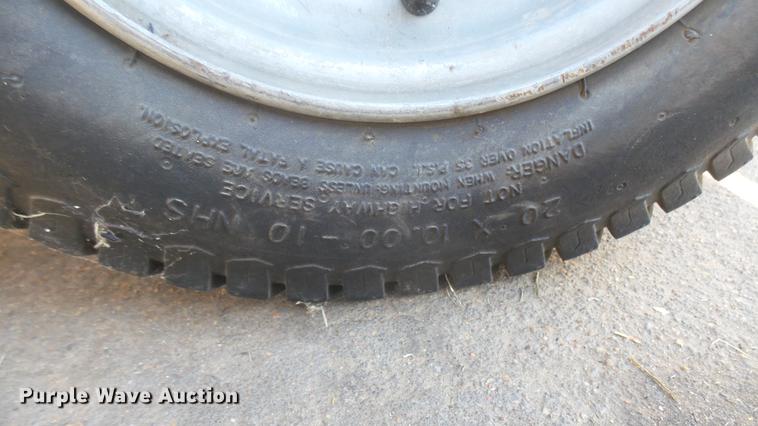 20 X 10.00-10 NHS
NOT FOR HIGHWAY SERVICE
DANGER: WHEN MOUNTING UNLESS BEADS ARE SEATED
INFLATION OVER 35 P.S.I. CAN CAUSE A FATAL EXPLOSION.
Purple Wave Auction